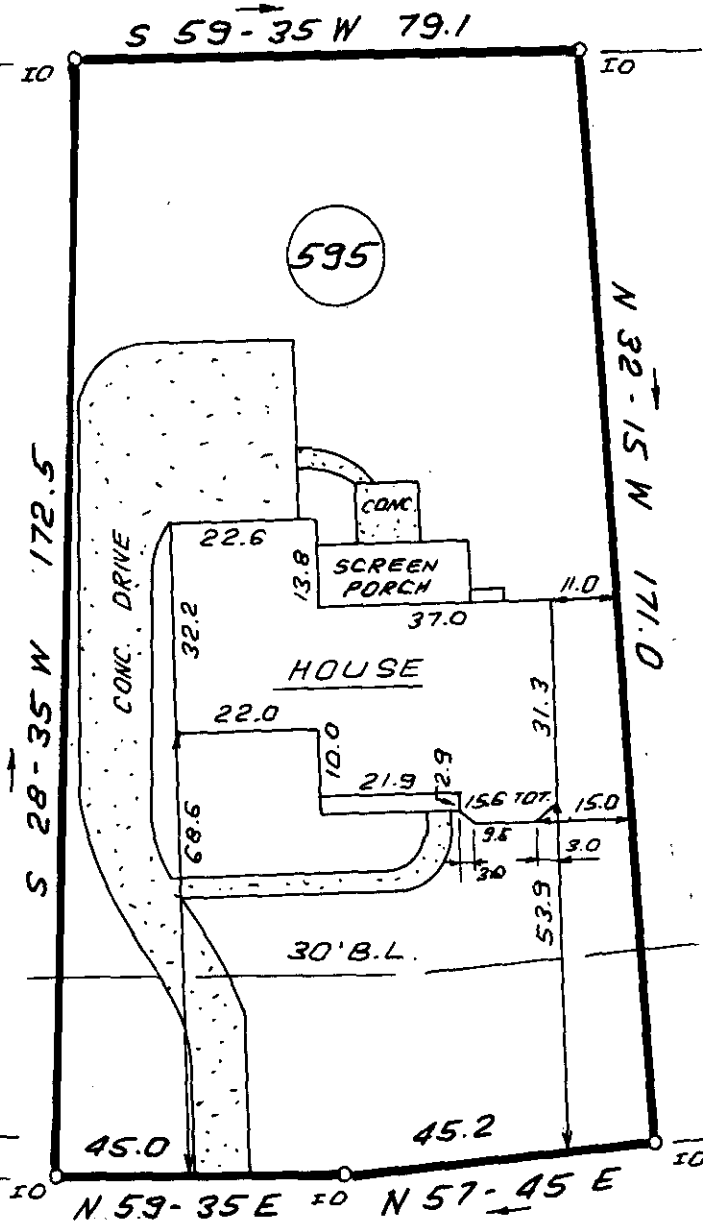 S 59-35 W 79.1
IO
IO
595
N 32-15 W 171.0
S 28-35 W 172.5
CONC. DRIVE
CONC.
22.6
13.8
SCREEN
PORCH
11.0
37.0
32.2
HOUSE
31.3
22.0
10.0
21.9
2.9
15.6 TOT.
15.0
9.6
3.0
3.0
68.6
53.9
30' B.L.
45.0
45.2
IO
N 59-35 E
IO
N 57-45 E
IO